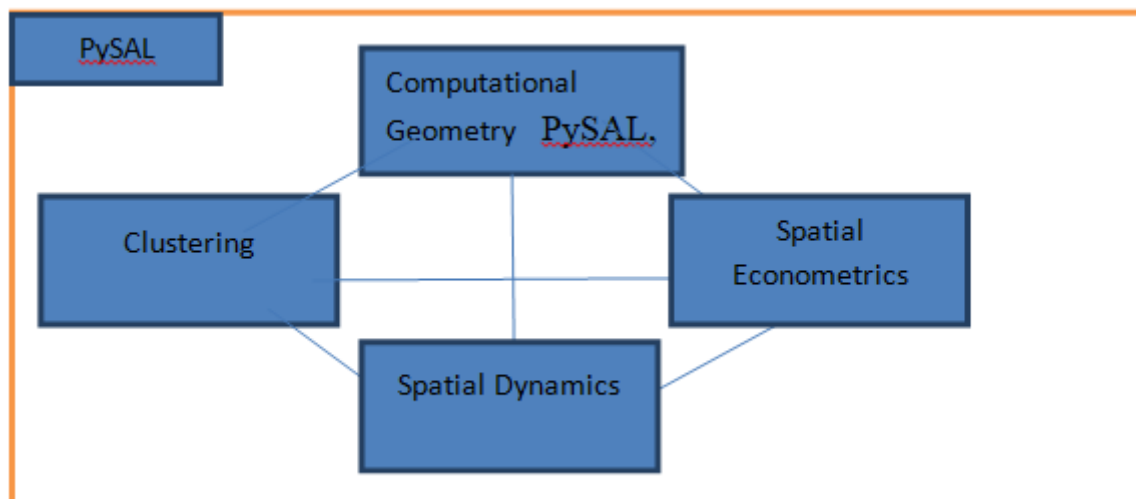 PySAL
Computational
Geometry PySAL,
Clustering
Spatial
Econometrics
Spatial Dynamics